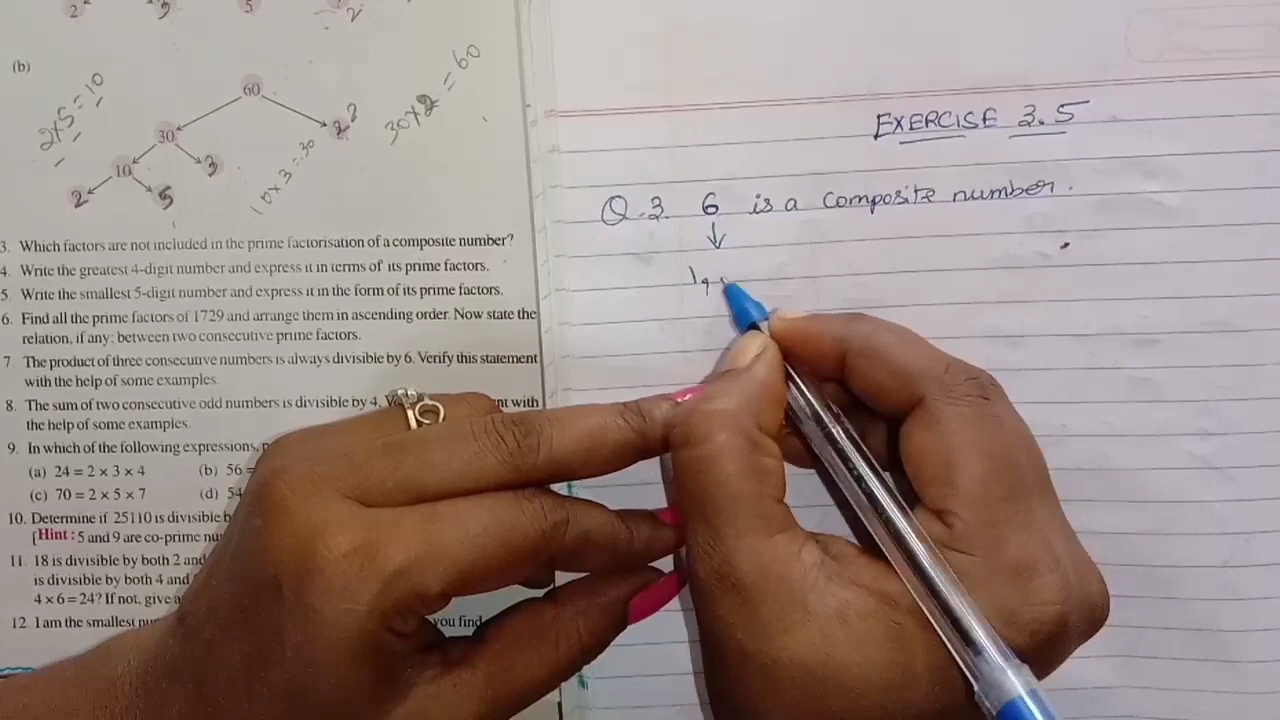 2 3 5 2
(b)
60
30 2 2
10 3
2 5
2×5=10
10×3=30
30×2=60
3. Which factors are not included in the prime factorisation of a composite number?
4. Write the greatest 4-digit number and express it in terms of its prime factors.
5. Write the smallest 5-digit number and express it in the form of its prime factors.
6. Find all the prime factors of 1729 and arrange them in ascending order. Now state the
relation, if any; between two consecutive prime factors.
7 The product of three consecutive numbers is always divisible by 6. Verify this statement
with the help of some examples.
8. The sum of two consecutive odd numbers is divisible by 4. with
the help of some examples.
9. In which of the following expressions,
(a) 24 = 2 × 3 × 4 (b) 56 =
(c) 70 = 2 × 5 × 7 (d) 54
10. Determine if 25110 is divisible
[Hint : 5 and 9 are co-prime
11. 18 is divisible by both 2 and
is divisible by both 4 and
4 × 6 = 24? If not, give
12. I am the smallest you find
EXERCISE 3.5
Q.3 6 is a composite number.
↓
1,